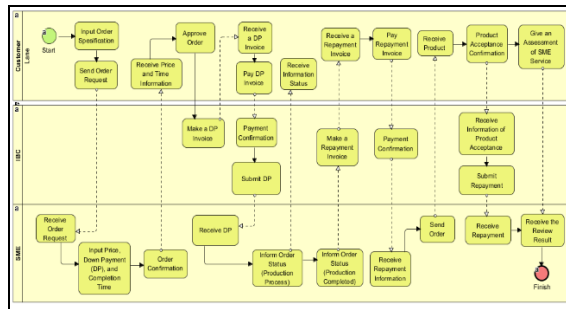 Customer
Lane
Start
Input Order
Spesification
Send Order
Request
Receive Price and Time
Information
Approve
Order
Receive
a DP
Invoice
Pay DP
Invoice
Receive
Information
Status
Receive a
Repayment
Invoice
Pay
Repayment
Invoice
Receive
Product
Product
Acceptance
Confirmation
Give an
Assessment
of SME
Service
IBC
Make a DP
Invoice
Payment
Confirmation
Submit DP
Make a
Repayment
Invoice
Payment
Confirmation
Receive
Information of
Product
Acceptance
Submit
Repayment
SME
Receive
Order
Request
Input Price,
Down Payment
(DP), and
Completion
Time
Order
Confirmation
Receive DP
Inform Order
Status
(Production
Process)
Inform Order
Status
(Production
Completed)
Receive
Repayment
Information
Send
Order
Receive
Repayment
Receive the
Review
Result
Finish